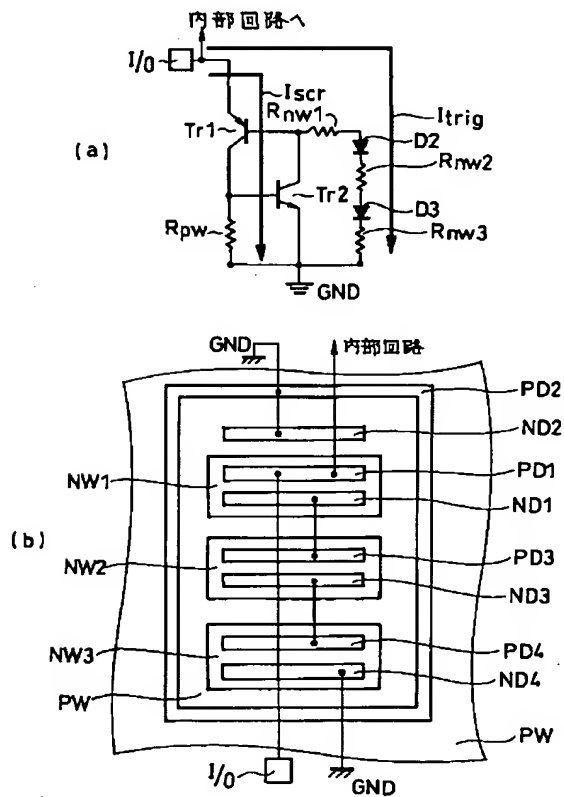 内部回路へ
I/O
Iscr
Rnw1
Itrig
Tr1
D2
(a)
Rnw2
Tr2
D3
Rpw
Rnw3
GND
GND
内部回路
PD2
ND2
NW1
PD1
ND1
(b)
PD3
NW2
ND3
NW3
PD4
ND4
PW
PW
I/O
GND